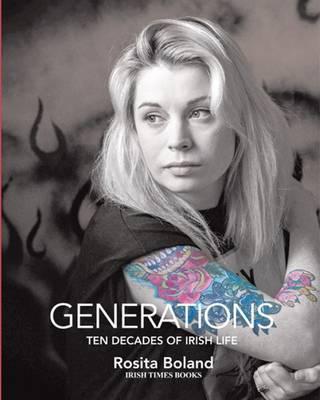 GENERATIONS
TEN DECADES OF IRISH LIFE
Rosita Boland
IRISH TIMES BOOKS